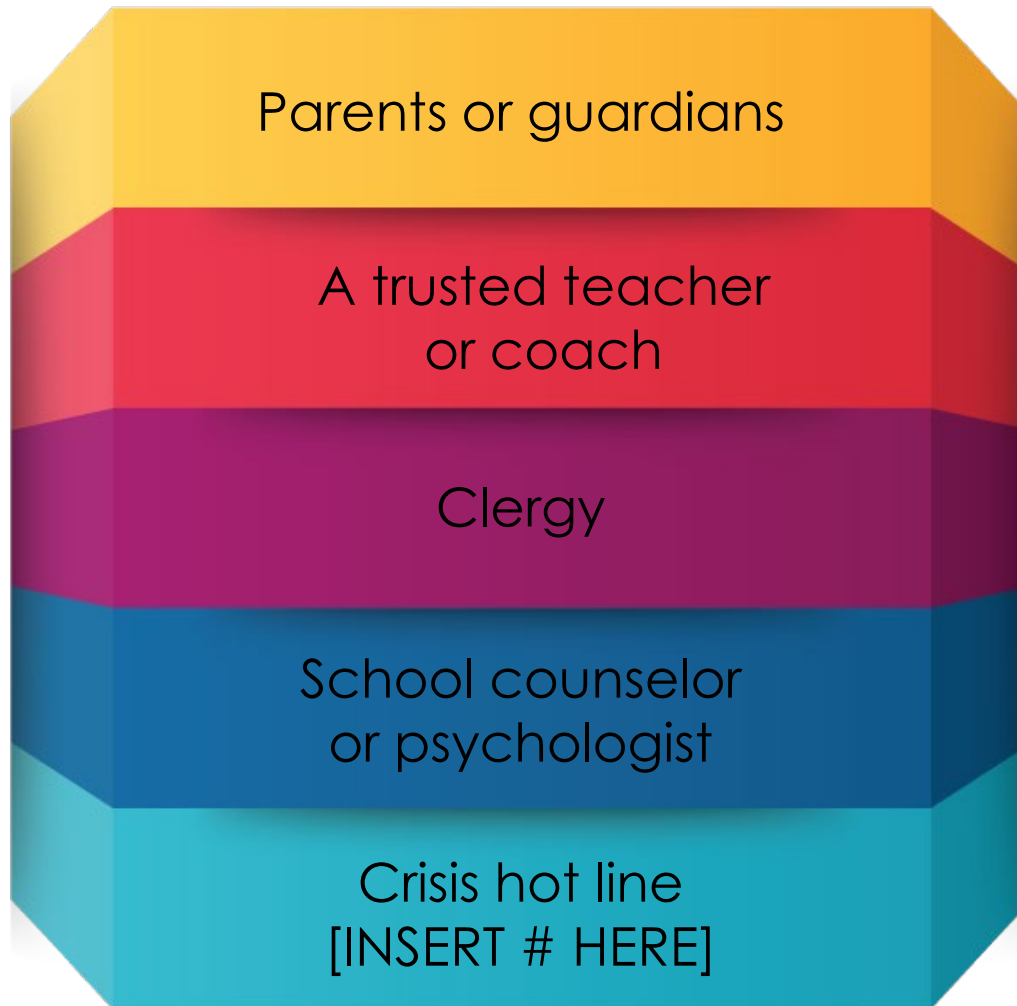 Parents or guardians
A trusted teacher
or coach
Clergy
School counselor
or psychologist
Crisis hot line
[INSERT # HERE]